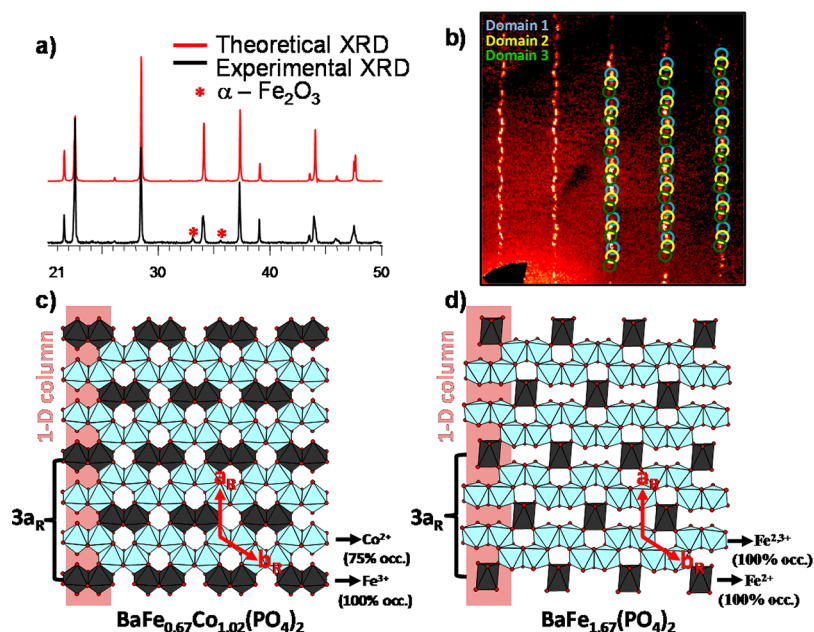 a)
Theoretical XRD
Experimental XRD
* α – Fe₂O₃
*
*
21
30
40
50
b)
Domain 1
Domain 2
Domain 3
c)
1-D column
3aR
aR
bR
Co²⁺
(75% occ.)
Fe³⁺
(100% occ.)
BaFe₀.₆₇Co₁.₀₂(PO₄)₂
d)
1-D column
3aR
aR
bR
Fe²,³⁺
(100% occ.)
Fe²⁺
(100% occ.)
BaFe₁.₆₇(PO₄)₂